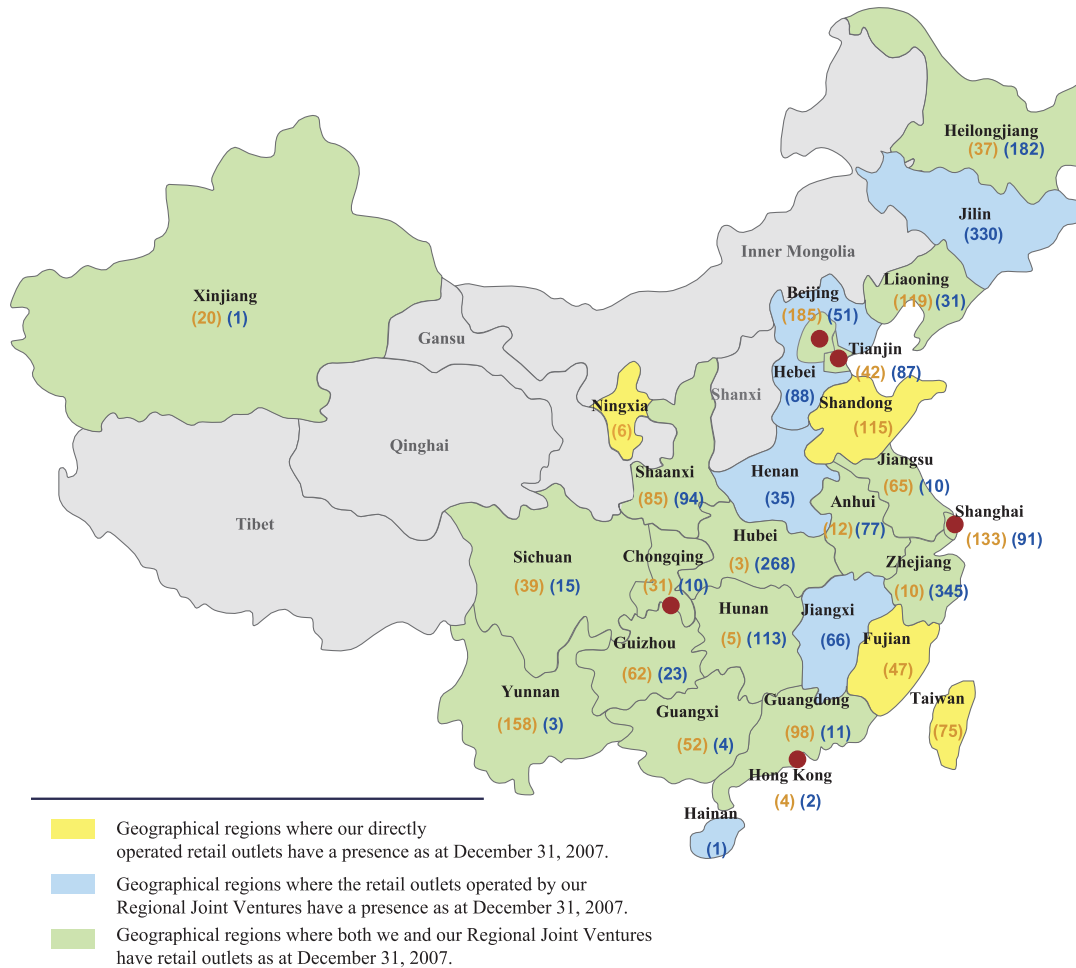 Heilongjiang
(37) (182)
Jilin
(330)
Inner Mongolia
Liaoning
(119) (31)
Beijing
(185) (51)
Xinjiang
(20) (1)
Gansu
Tianjin
(42) (87)
Hebei
(88)
Shanxi
Ningxia
(6)
Shandong
(115)
Qinghai
Shaanxi
(85) (94)
Henan
(35)
Jiangsu
(65) (10)
Anhui
(12) (77)
Shanghai
(133) (91)
Tibet
Sichuan
(39) (15)
Chongqing
(31) (10)
Hubei
(3) (268)
Zhejiang
(10) (345)
Hunan
(5) (113)
Jiangxi
(66)
Guizhou
(62) (23)
Fujian
(47)
Yunnan
(158) (3)
Guangxi
(52) (4)
Guangdong
(98) (11)
Taiwan
(75)
Hong Kong
(4) (2)
Hainan
(1)
Geographical regions where our directly
operated retail outlets have a presence as at December 31, 2007.
Geographical regions where the retail outlets operated by our
Regional Joint Ventures have a presence as at December 31, 2007.
Geographical regions where both we and our Regional Joint Ventures
have retail outlets as at December 31, 2007.